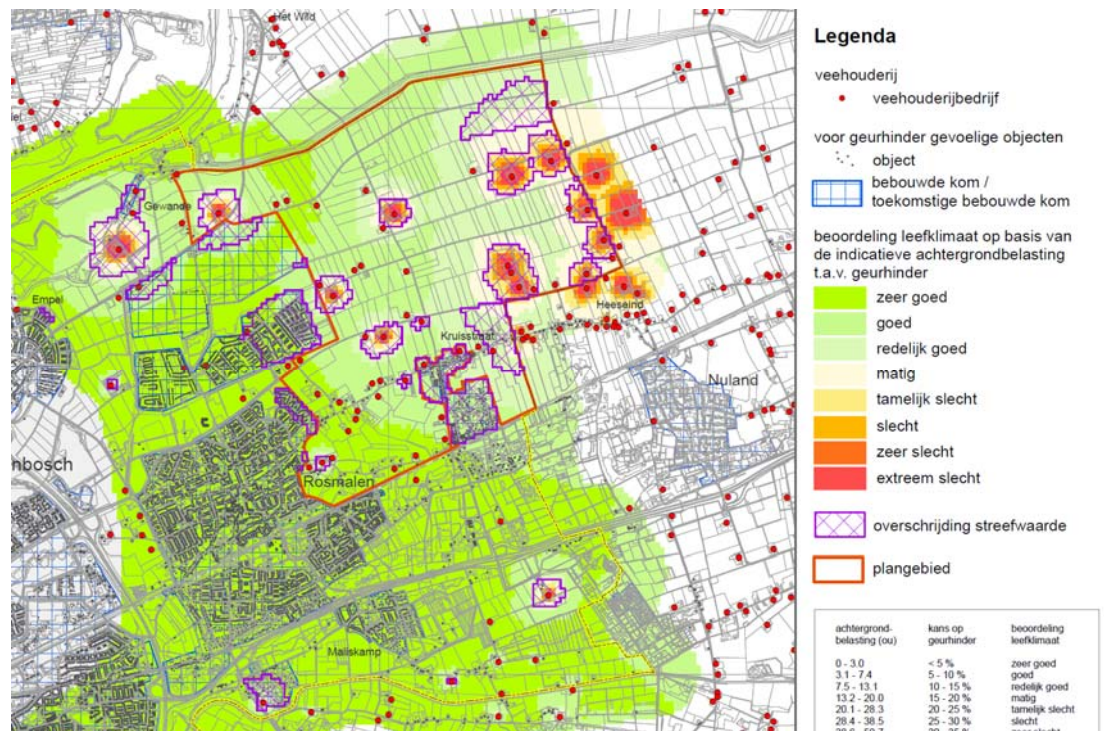 Het Wild
Gewande
Empel
Kruisstraat
Heeseind
Nuland
nbosch
Rosmalen
Maliskamp
Legenda
veehouderij
veehouderijbedrijf
voor geurhinder gevoelige objecten
object
bebouwde kom /
toekomstige bebouwde kom
beoordeling leefklimaat op basis van
de indicatieve achtergrondbelasting
t.a.v. geurhinder
zeer goed
goed
redelijk goed
matig
tamelijk slecht
slecht
zeer slecht
extreem slecht
overschrijding streefwaarde
plangebied
achtergrond- kans op beoordeling
belasting (ou) geurhinder leefklimaat
0 - 3.0 < 5 % zeer goed
3.1 - 7.4 5 - 10 % goed
7.5 - 13.1 10 - 15 % redelijk goed
13.2 - 20.0 15 - 20 % matig
20.1 - 28.3 20 - 25 % tamelijk slecht
28.4 - 38.5 25 - 30 % slecht